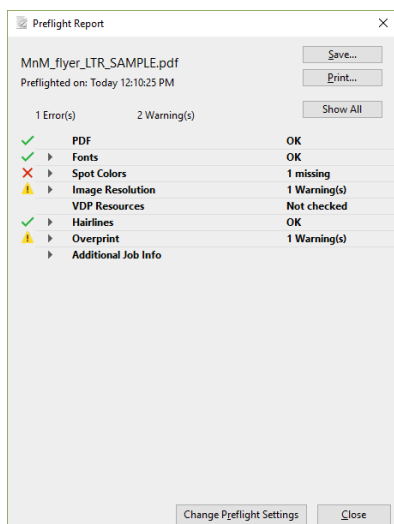 Preflight Report
MnM_flyer_LTR_SAMPLE.pdf
Save...
Preflighted on: Today 12:10:25 PM
Print...
1 Error(s) 2 Warning(s)
Show All
PDF OK
Fonts OK
Spot Colors 1 missing
Image Resolution 1 Warning(s)
VDP Resources Not checked
Hairlines OK
Overprint 1 Warning(s)
Additional Job Info
Change Preflight Settings Close